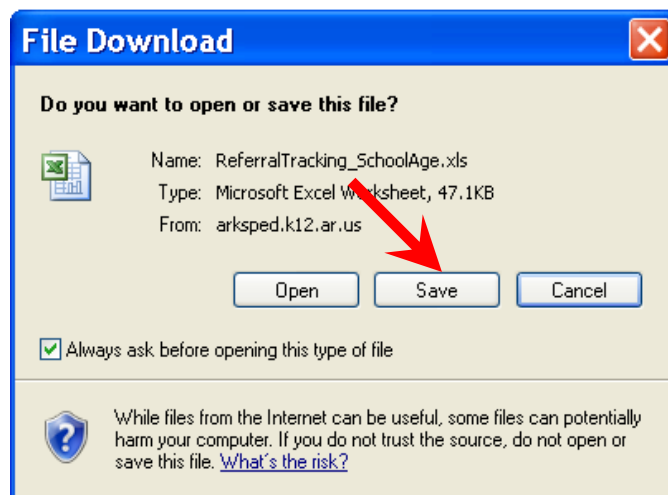 File Download
Do you want to open or save this file?
Name: ReferralTracking_SchoolAge.xls
Type: Microsoft Excel Worksheet, 47.1KB
From: arksped.k12.ar.us
Open Save Cancel
Always ask before opening this type of file
While files from the Internet can be useful, some files can potentially
harm your computer. If you do not trust the source, do not open or
save this file. What's the risk?